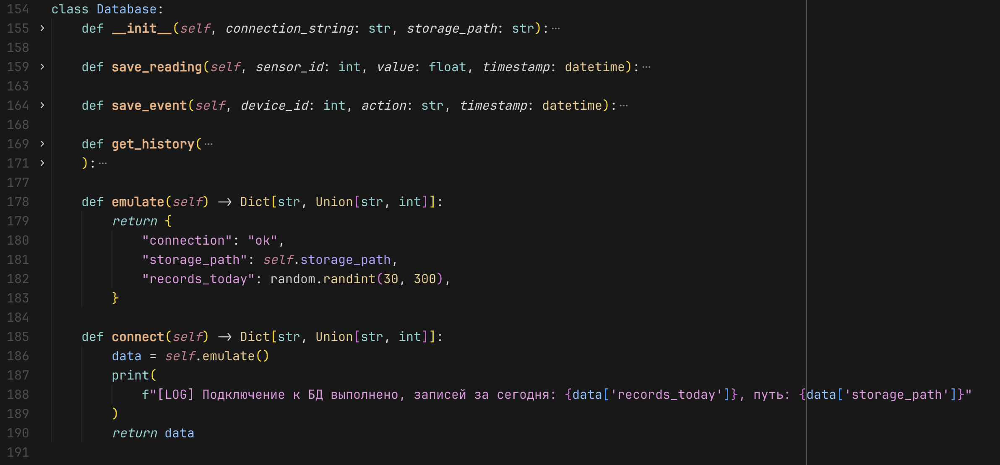 154 class Database:
155 > def __init__(self, connection_string: str, storage_path: str):⋯
158
159 > def save_reading(self, sensor_id: int, value: float, timestamp: datetime):⋯
163
164 > def save_event(self, device_id: int, action: str, timestamp: datetime):⋯
168
169 > def get_history(⋯
171 > ):⋯
177
178 def emulate(self) -> Dict[str, Union[str, int]]:
179 return {
180 "connection": "ok",
181 "storage_path": self.storage_path,
182 "records_today": random.randint(30, 300),
183 }
184
185 def connect(self) -> Dict[str, Union[str, int]]:
186 data = self.emulate()
187 print(
188 f"[LOG] Подключение к БД выполнено, записей за сегодня: {data['records_today']}, путь: {data['storage_path']}"
189 )
190 return data
191